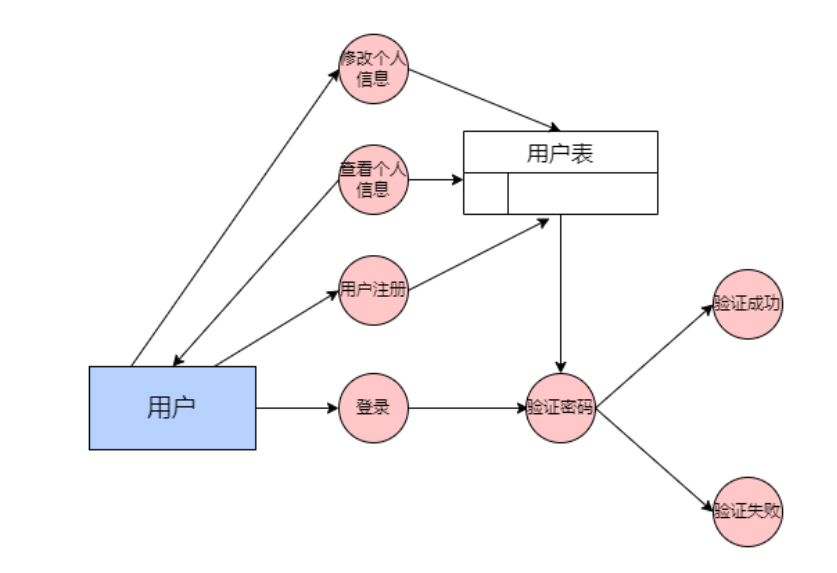 修改个人
信息
用户表
查看个人
信息
用户注册
验证成功
用户
登录
验证密码
验证失败